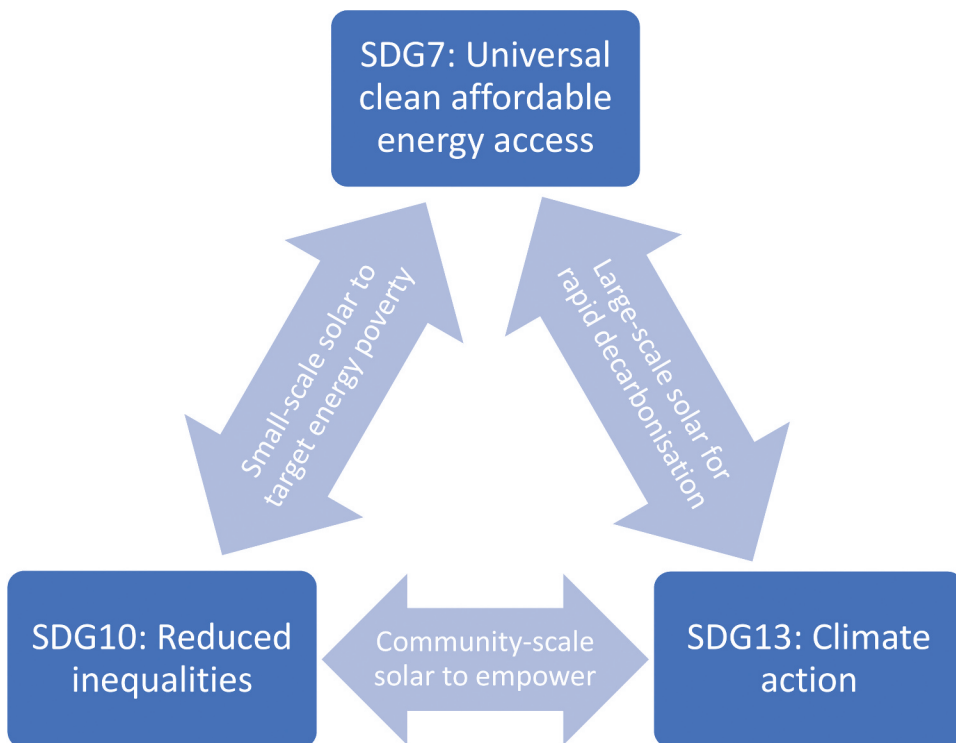 SDG7: Universal
clean affordable
energy access
Small-scale solar to
target energy poverty
Large-scale solar for
rapid decarbonisation
SDG10: Reduced
inequalities
Community-scale
solar to empower
SDG13: Climate
action